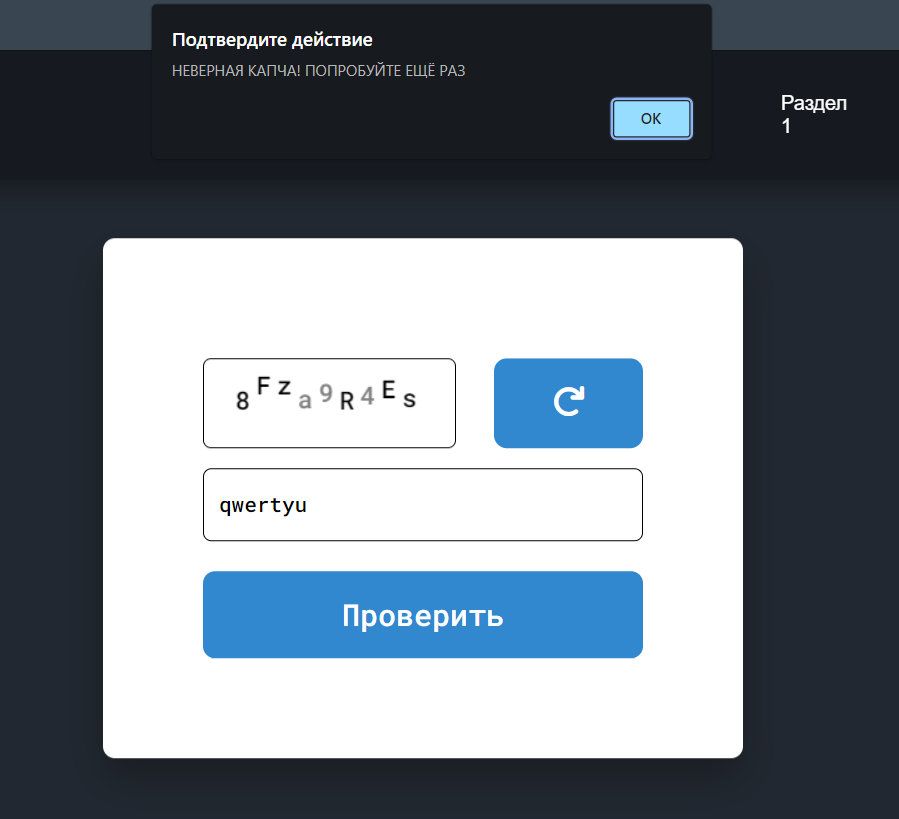 Подтвердите действие
НЕВЕРНАЯ КАПЧА! ПОПРОБУЙТЕ ЕЩЁ РАЗ
OK
Раздел
1
8Fza9R4Es
qwertyu
Проверить